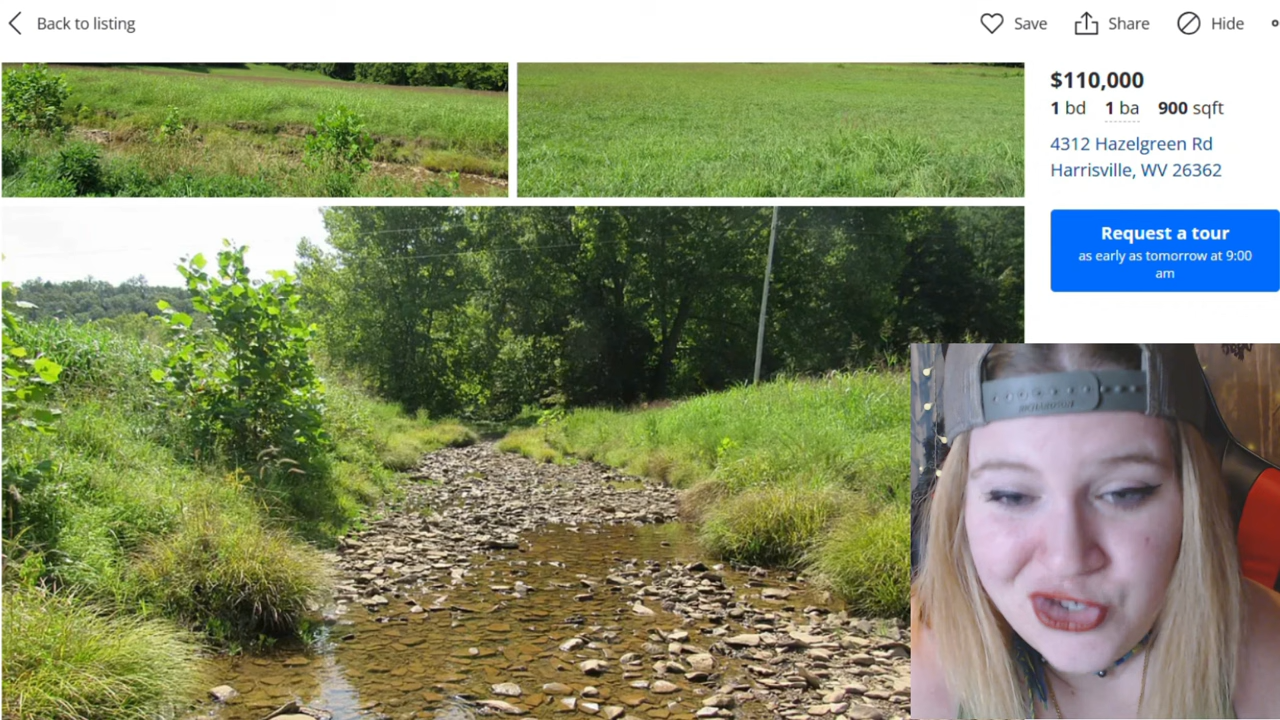 Back to listing
Save
Share
Hide
$110,000
1 bd 1 ba 900 sqft
4312 Hazelgreen Rd
Harrisville, WV 26362
Request a tour
as early as tomorrow at 9:00
am